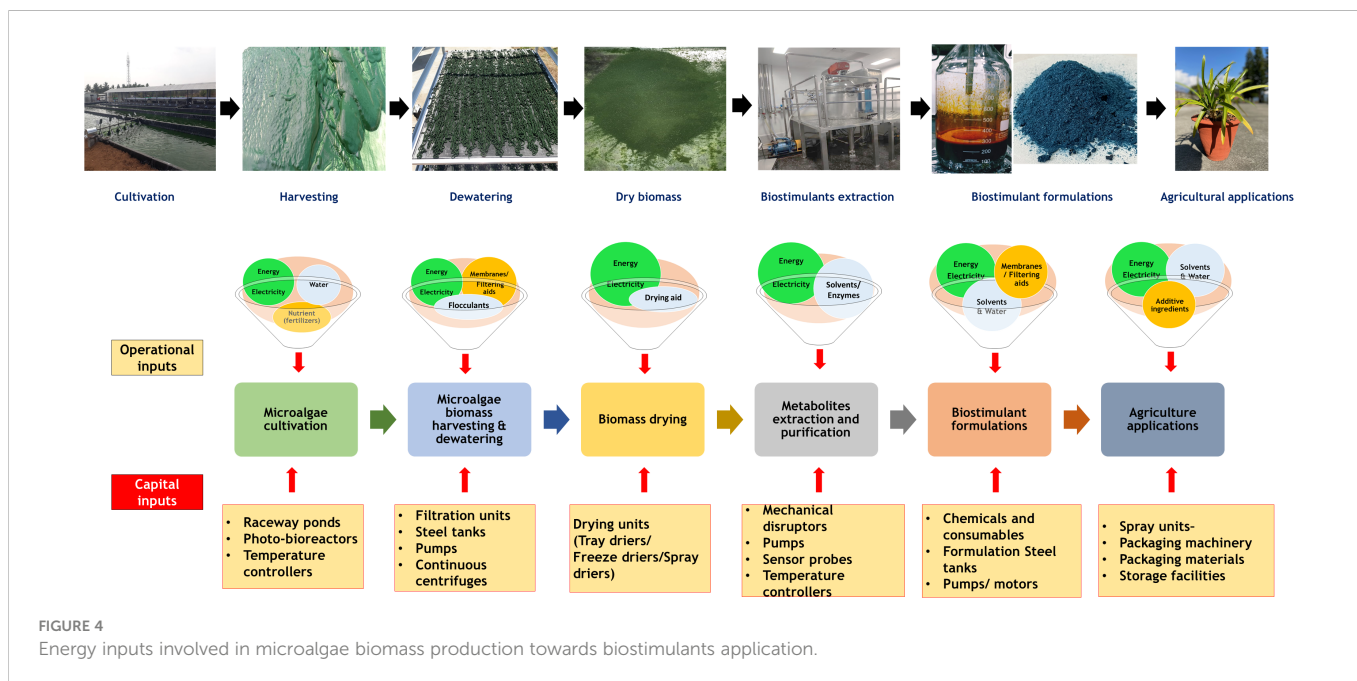 Cultivation
Harvesting
Dewatering
Dry biomass
Biostimulants extraction
Biostimulant formulations
Agricultural applications
500
400
300
200
100
Energy
Electricity
Water
Nutrient
(fertilizers)
Energy
Electricity
Membranes/
Filtering
aids
Flocculants
Energy
Electricity
Drying aid
Energy
Electricity
Solvents/
Enzymes
Energy
Electricity
Membranes
/ Filtering
aids
Solvents
& Water
Energy
Electricity
Solvents
& Water
Additive
ingredients
Operational
inputs
Microalgae
cultivation
Microalgae
biomass
harvesting &
dewatering
Biomass drying
Metabolites
extraction and
purification
Biostimulant
formulations
Agriculture
applications
Capital
inputs
• Raceway ponds
• Photo-bioreactors
• Temperature
controllers
• Filtration units
• Steel tanks
• Pumps
• Continuous
centrifuges
Drying units
(Tray driers/
Freeze driers/Spray
driers)
• Mechanical
disruptors
• Pumps
• Sensor probes
• Temperature
controllers
• Chemicals and
consumables
• Formulation Steel
tanks
• Pumps/ motors
• Spray units-
• Packaging machinery
• Packaging materials
• Storage facilities
FIGURE 4
Energy inputs involved in microalgae biomass production towards biostimulants application.